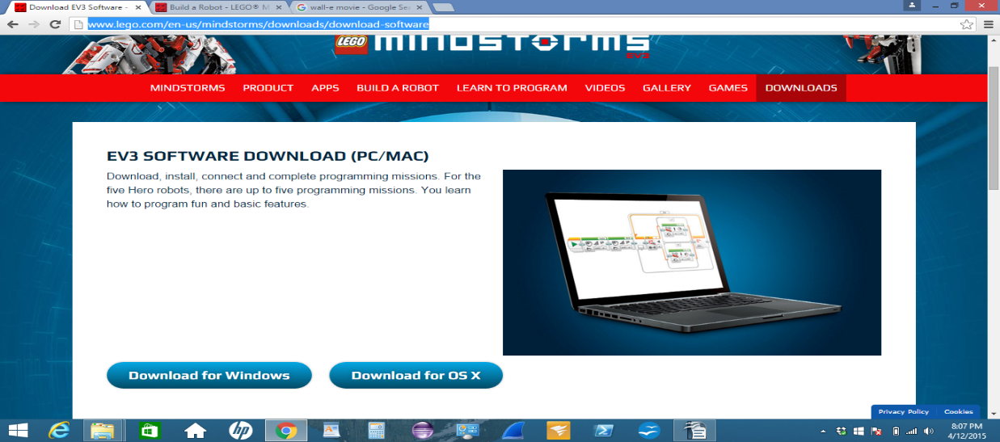 Download EV3 Software -
Build a Robot - LEGO® M
wall-e movie - Google Se
www.lego.com/en-us/mindstorms/downloads/download-software
LEGO mindstorms
EV3
MINDSTORMS PRODUCT APPS BUILD A ROBOT LEARN TO PROGRAM VIDEOS GALLERY GAMES DOWNLOADS
EV3 SOFTWARE DOWNLOAD (PC/MAC)
Download, install, connect and complete programming missions. For the
five Hero robots, there are up to five programming missions. You learn
how to program fun and basic features.
Download for Windows
Download for OS X
Privacy Policy Cookies
hp
8:07 PM
4/12/2015